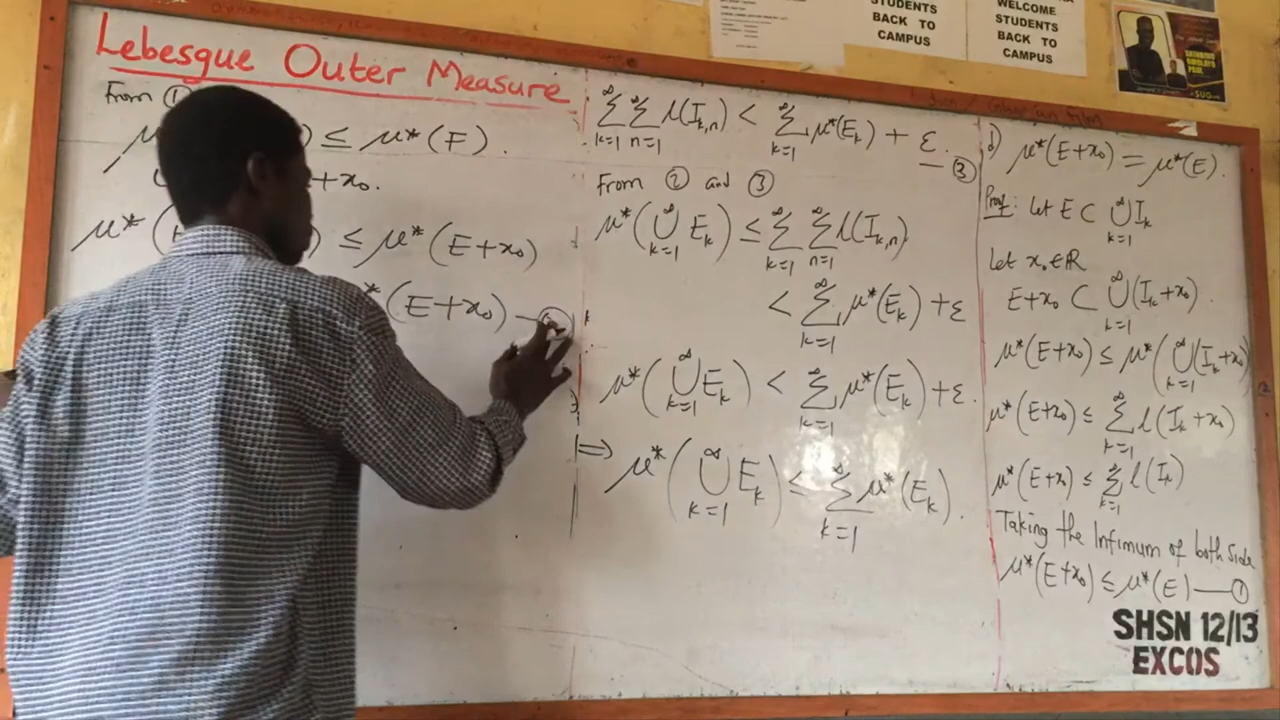 Lebesgue Outer Measure
From ①
≤ μ*(F).
+x₀.
μ*( ) ≤ μ*(E+x₀)
*(E+x₀) — ②
∞ ∞ ∞
∑ ∑ l(I_{k,n}) < ∑ μ*(E_k) + ε. — ③
k=1 n=1 k=1
From ② and ③
μ*(⋃_{k=1}^∞ E_k) ≤ ∑_{k=1}^∞ ∑_{n=1}^∞ l(I_{k,n})
< ∑_{k=1}^∞ μ*(E_k) + ε
μ*(⋃_{k=1}^∞ E_k) < ∑_{k=1}^∞ μ*(E_k) + ε.
⟹ μ*(⋃_{k=1}^∞ E_k) ≤ ∑_{k=1}^∞ μ*(E_k).
d) μ*(E+x₀) = μ*(E).
Proof: Let E ⊂ ⋃_{k=1}^∞ I_k
Let x₀ ∈ ℝ
E+x₀ ⊂ ⋃_{k=1}^∞ (I_k+x₀).
μ*(E+x₀) ≤ μ*(⋃_{k=1}^∞ (I_k+x₀)
μ*(E+x₀) ≤ ∑_{k=1}^∞ l(I_k+x₀)
μ*(E+x₀) ≤ ∑_{k=1}^∞ l(I_k)
Taking the Infimum of both side
μ*(E+x₀) ≤ μ*(E) — ①
SHSN 12/13
EXCOS
STUDENTS
BACK TO
CAMPUS
WELCOME
STUDENTS
BACK TO
CAMPUS
SUG